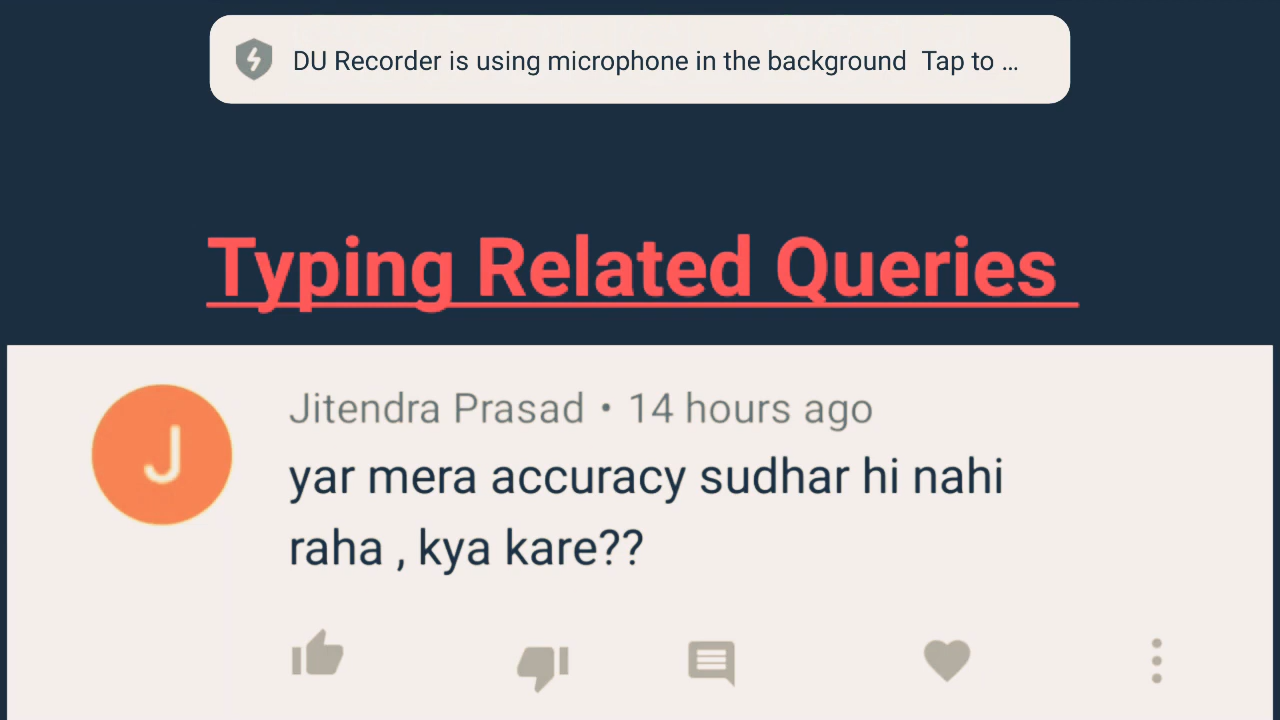 DU Recorder is using microphone in the background Tap to ...
Typing Related Queries
J
Jitendra Prasad • 14 hours ago
yar mera accuracy sudhar hi nahi
raha , kya kare??